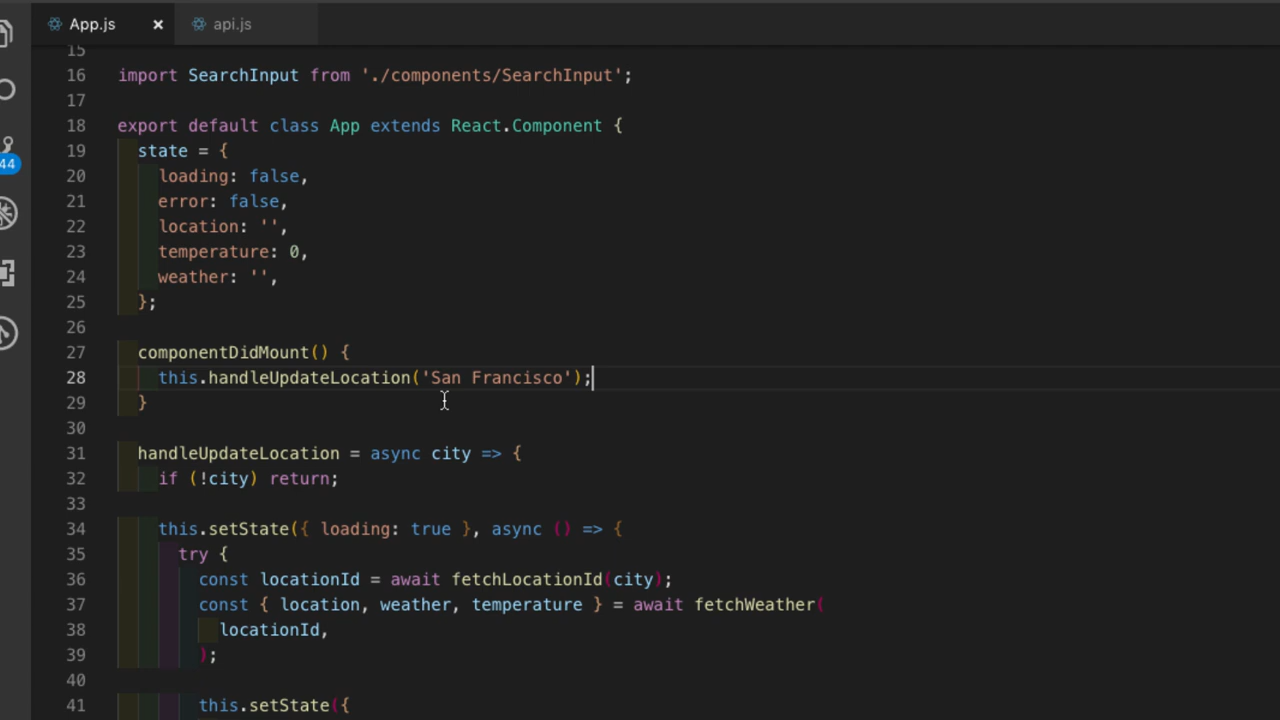 App.js × api.js
15
16 import SearchInput from './components/SearchInput';
17
18 export default class App extends React.Component {
19 state = {
44
20 loading: false,
21 error: false,
22 location: '',
23 temperature: 0,
24 weather: '',
25 };
26
27 componentDidMount() {
28 this.handleUpdateLocation('San Francisco');
29 }
30
31 handleUpdateLocation = async city => {
32 if (!city) return;
33
34 this.setState({ loading: true }, async () => {
35 try {
36 const locationId = await fetchLocationId(city);
37 const { location, weather, temperature } = await fetchWeather(
38 locationId,
39 );
40
41 this.setState({